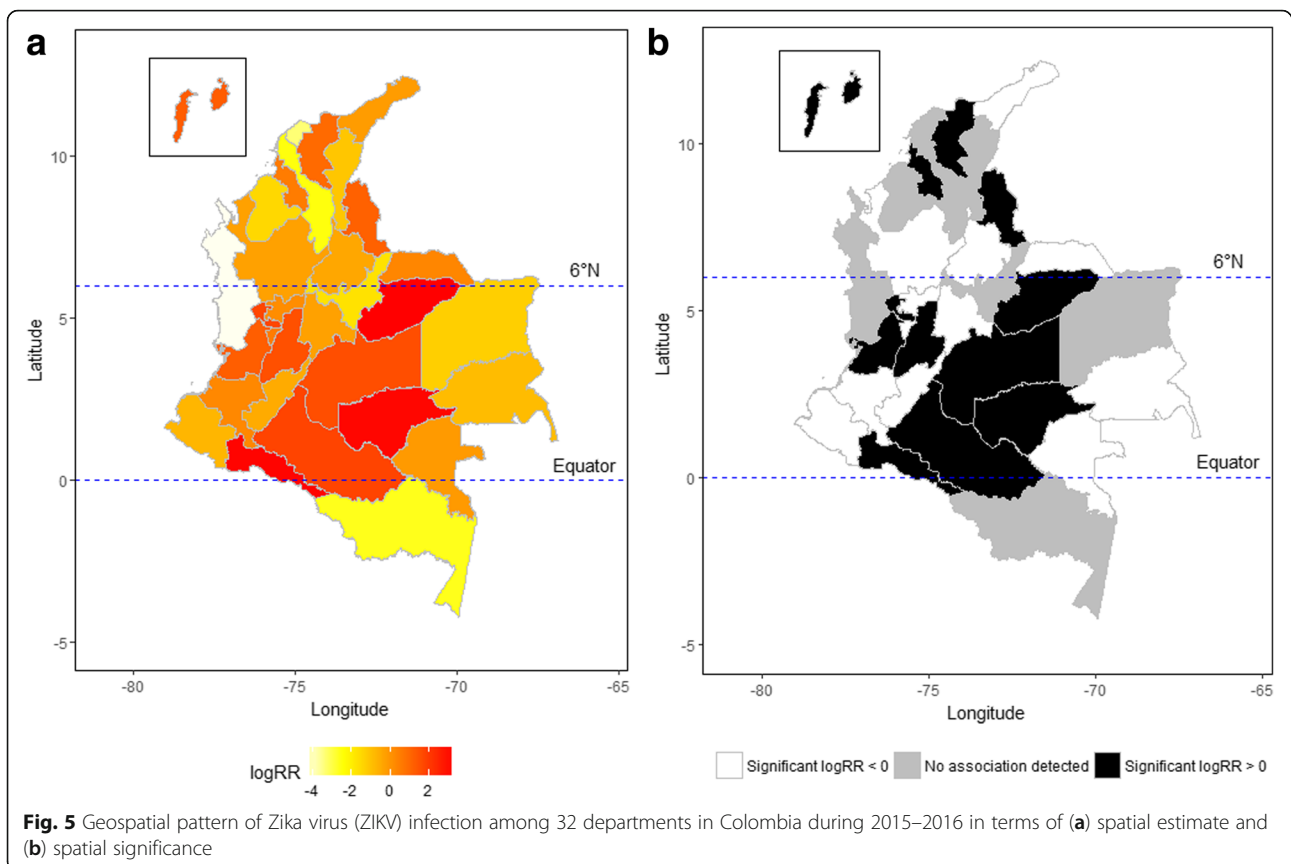 a
10
5
0
-5
Latitude
6°N
Equator
-80
-75
-70
-65
Longitude
logRR
-4
-2
0
2
b
10
5
0
-5
Latitude
6°N
Equator
-80
-75
-70
-65
Longitude
Significant logRR < 0
No association detected
Significant logRR > 0
Fig. 5 Geospatial pattern of Zika virus (ZIKV) infection among 32 departments in Colombia during 2015–2016 in terms of (a) spatial estimate and
(b) spatial significance